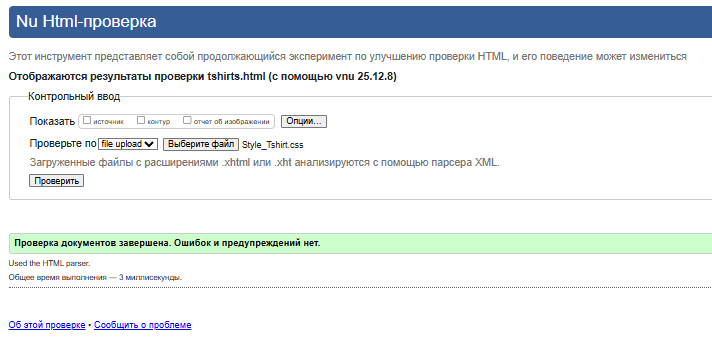 Nu Html-проверка
Этот инструмент представляет собой продолжающийся эксперимент по улучшению проверки HTML, и его поведение может измениться
Отображаются результаты проверки tshirts.html (с помощью vnu 25.12.8)
Контрольный ввод
Показать источник контур отчет об изображении Опции...
Проверьте по file upload Выберите файл Style_Tshirt.css
Загруженные файлы с расширениями .xhtml или .xht анализируются с помощью парсера XML.
Проверить
Проверка документов завершена. Ошибок и предупреждений нет.
Used the HTML parser.
Общее время выполнения — 3 миллисекунды.
Об этой проверке • Сообщить о проблеме